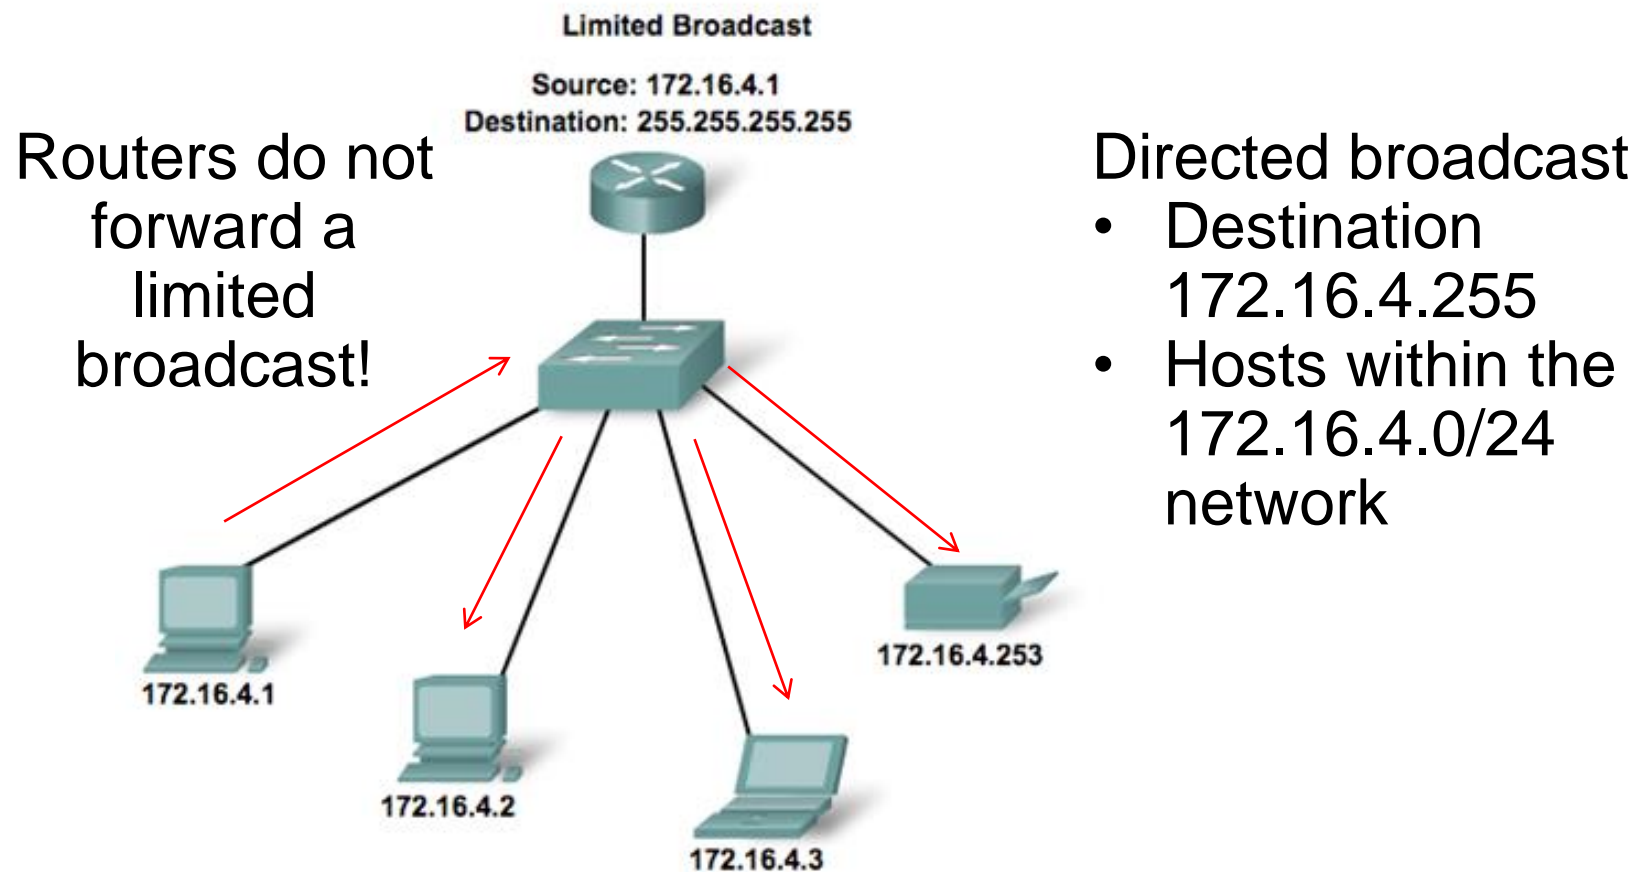 Limited Broadcast
Source: 172.16.4.1
Destination: 255.255.255.255
Routers do not
forward a
limited
broadcast!
Directed broadcast
• Destination
172.16.4.255
• Hosts within the
172.16.4.0/24
network
172.16.4.1
172.16.4.2
172.16.4.3
172.16.4.253